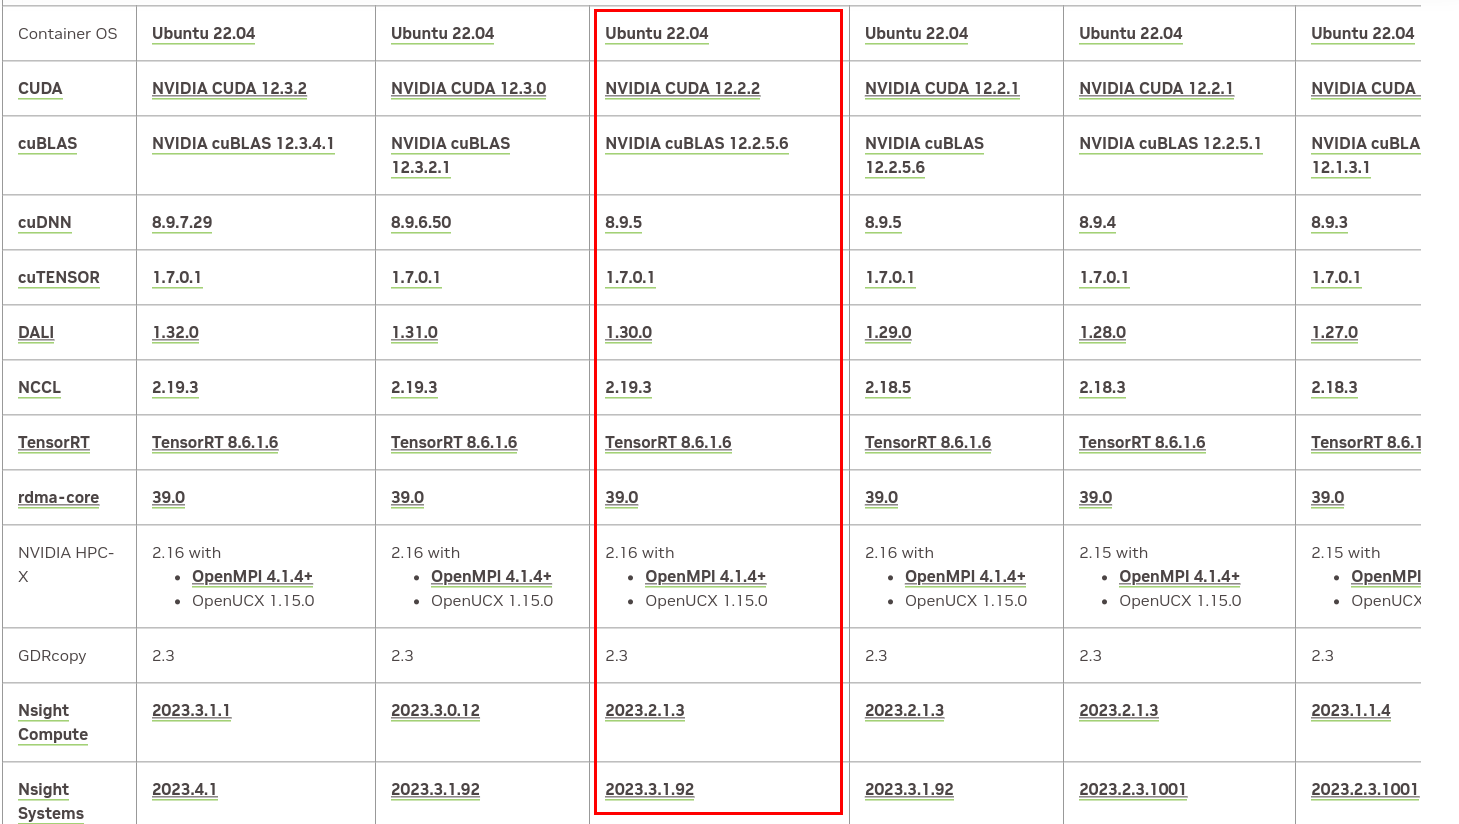 Container OS Ubuntu 22.04 Ubuntu 22.04 Ubuntu 22.04 Ubuntu 22.04 Ubuntu 22.04 Ubuntu 22.04
CUDA NVIDIA CUDA 12.3.2 NVIDIA CUDA 12.3.0 NVIDIA CUDA 12.2.2 NVIDIA CUDA 12.2.1 NVIDIA CUDA 12.2.1 NVIDIA CUDA
cuBLAS NVIDIA cuBLAS 12.3.4.1 NVIDIA cuBLAS NVIDIA cuBLAS 12.2.5.6 NVIDIA cuBLAS NVIDIA cuBLAS 12.2.5.1 NVIDIA cuBLA
12.3.2.1 12.2.5.6 12.1.3.1
cuDNN 8.9.7.29 8.9.6.50 8.9.5 8.9.5 8.9.4 8.9.3
cuTENSOR 1.7.0.1 1.7.0.1 1.7.0.1 1.7.0.1 1.7.0.1 1.7.0.1
DALI 1.32.0 1.31.0 1.30.0 1.29.0 1.28.0 1.27.0
NCCL 2.19.3 2.19.3 2.19.3 2.18.5 2.18.3 2.18.3
TensorRT TensorRT 8.6.1.6 TensorRT 8.6.1.6 TensorRT 8.6.1.6 TensorRT 8.6.1.6 TensorRT 8.6.1.6 TensorRT 8.6.1
rdma-core 39.0 39.0 39.0 39.0 39.0 39.0
NVIDIA HPC- 2.16 with 2.16 with 2.16 with 2.16 with 2.15 with 2.15 with
X • OpenMPI 4.1.4+ • OpenMPI 4.1.4+ • OpenMPI 4.1.4+ • OpenMPI 4.1.4+ • OpenMPI 4.1.4+ • OpenMPI
• OpenUCX 1.15.0 • OpenUCX 1.15.0 • OpenUCX 1.15.0 • OpenUCX 1.15.0 • OpenUCX 1.15.0 • OpenUCX
GDRcopy 2.3 2.3 2.3 2.3 2.3 2.3
Nsight 2023.3.1.1 2023.3.0.12 2023.2.1.3 2023.2.1.3 2023.2.1.3 2023.1.1.4
Compute
Nsight 2023.4.1 2023.3.1.92 2023.3.1.92 2023.3.1.92 2023.2.3.1001 2023.2.3.1001
Systems